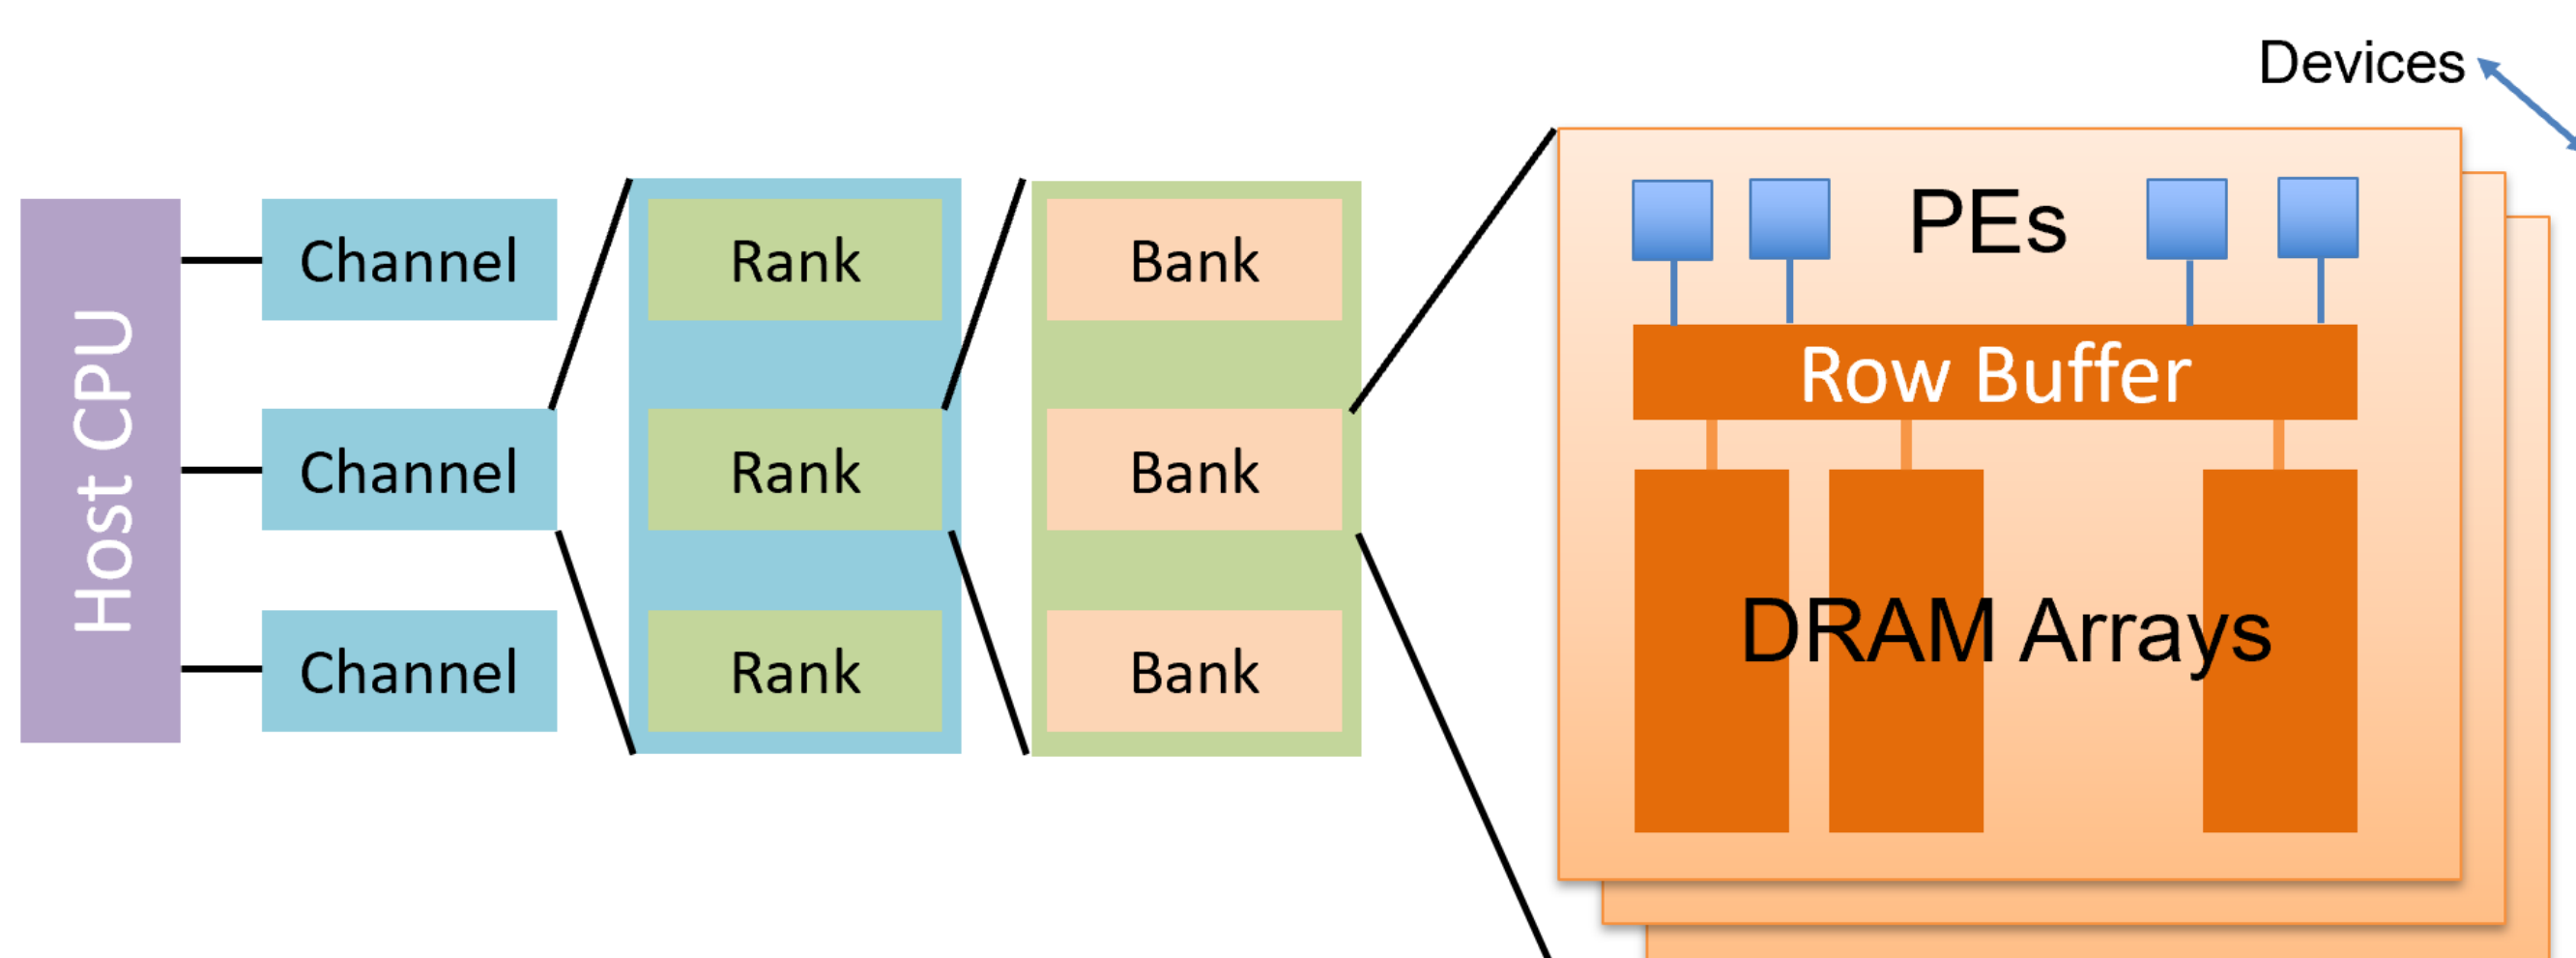 Devices
Host CPU
Channel
Rank
Bank
PEs
Channel
Rank
Bank
Row Buffer
Channel
Rank
Bank
DRAM Arrays